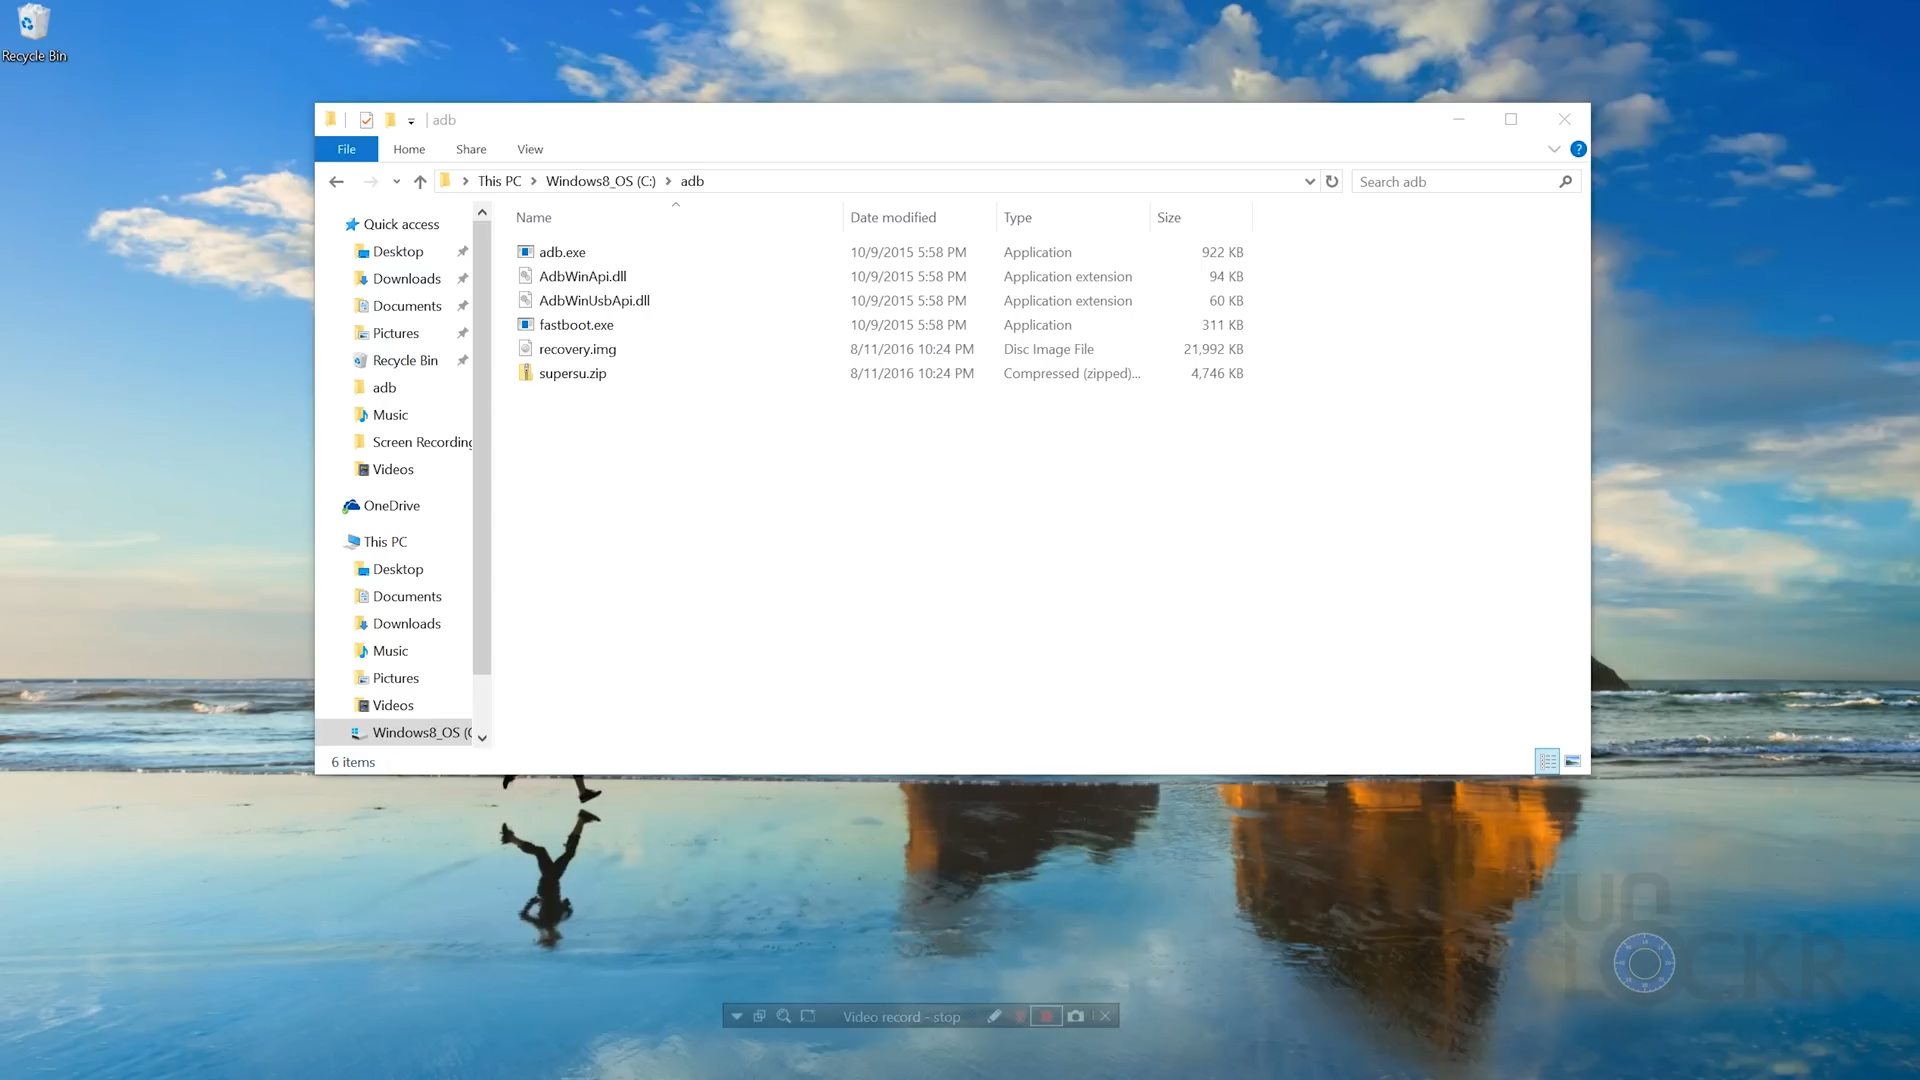 Recycle Bin
adb
File
Home
Share
View
This PC
Windows8_OS (C:)
adb
Search adb
Name
Date modified
Type
Size
adb.exe 10/9/2015 5:58 PM Application 922 KB
AdbWinApi.dll 10/9/2015 5:58 PM Application extension 94 KB
AdbWinUsbApi.dll 10/9/2015 5:58 PM Application extension 60 KB
fastboot.exe 10/9/2015 5:58 PM Application 311 KB
recovery.img 8/11/2016 10:24 PM Disc Image File 21,992 KB
supersu.zip 8/11/2016 10:24 PM Compressed (zipped)... 4,746 KB
Quick access
Desktop
Downloads
Documents
Pictures
Recycle Bin
adb
Music
Screen Recording
Videos
OneDrive
This PC
Desktop
Documents
Downloads
Music
Pictures
Videos
Windows8_OS (C
6 items
UN
LOCKR
Video record - stop